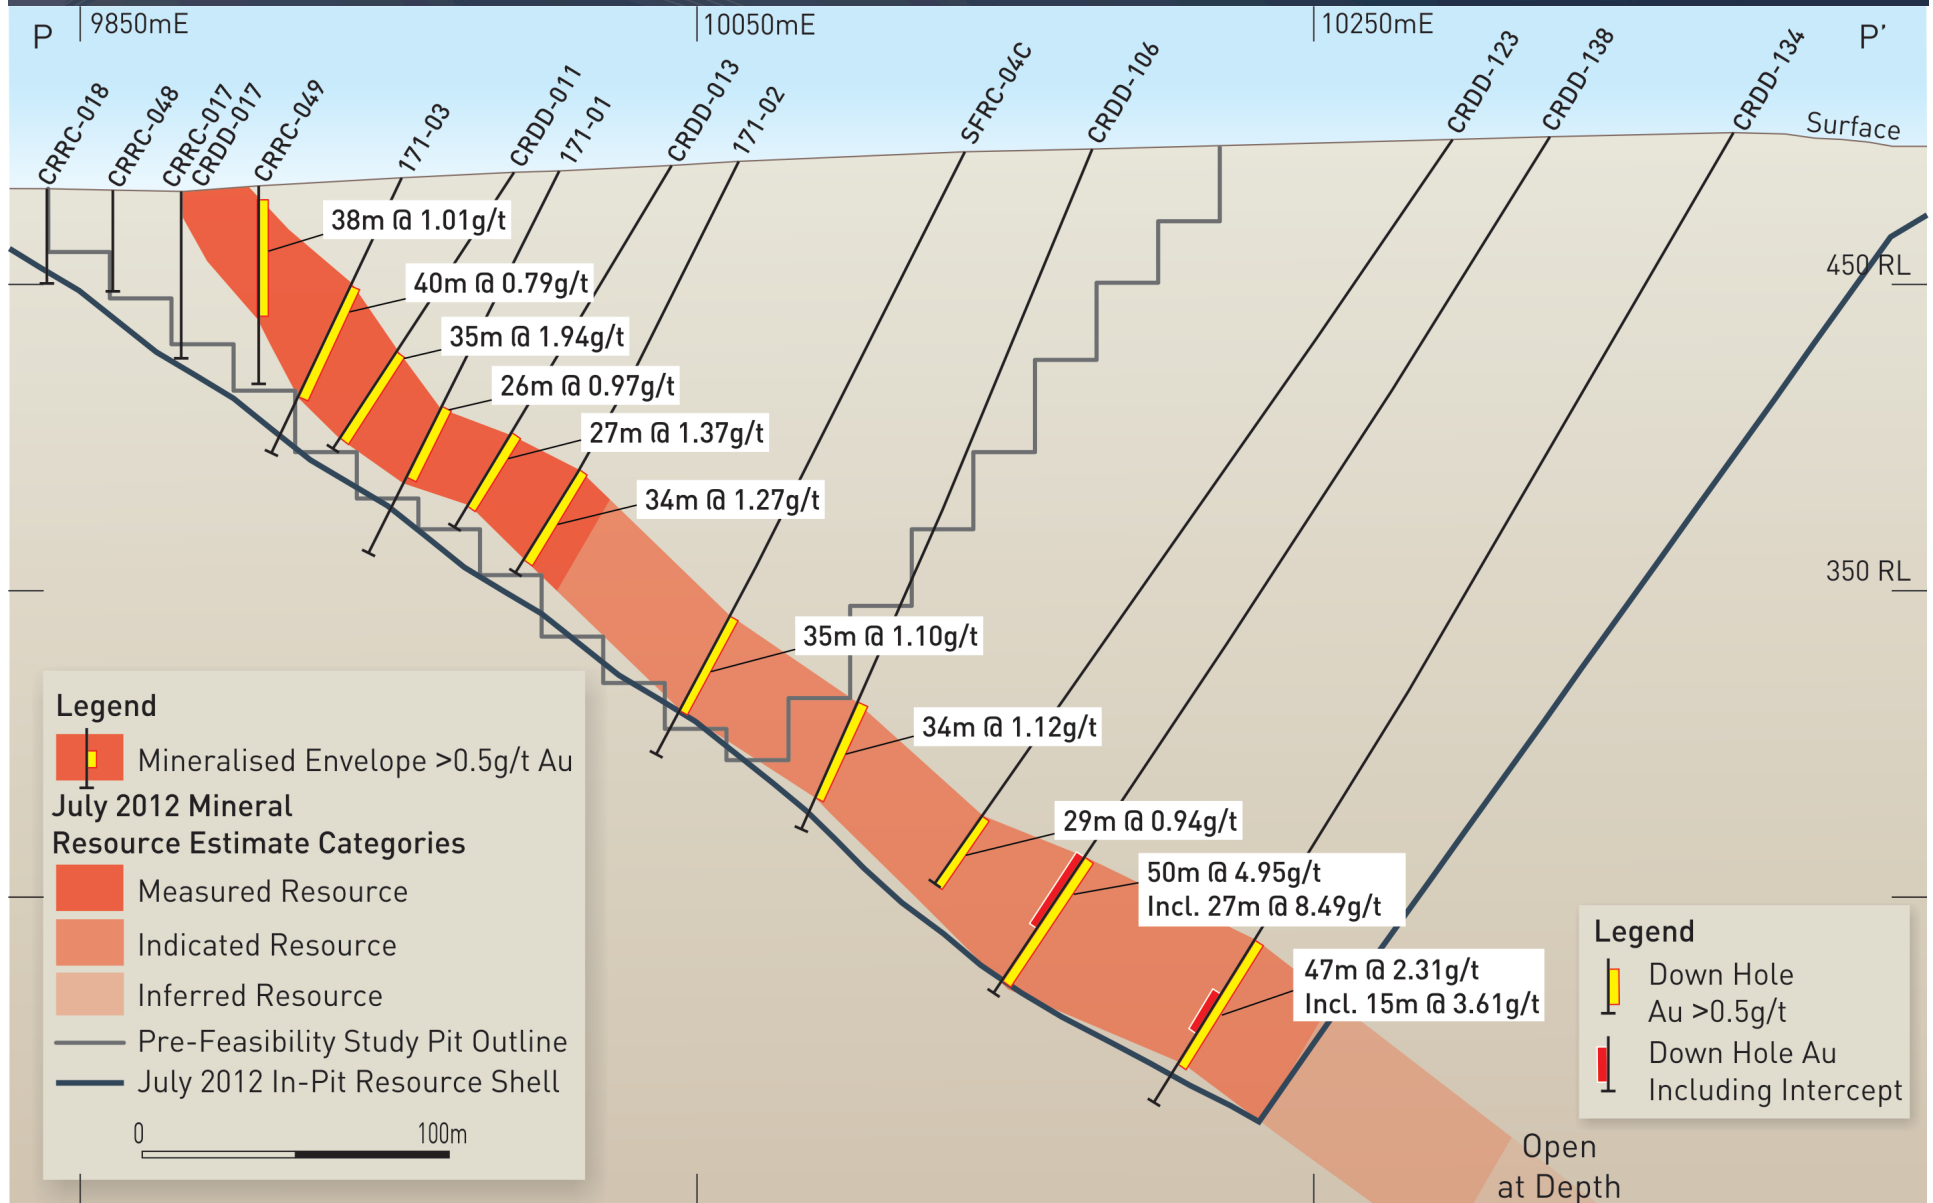 P
9850mE
10050mE
10250mE
P’
CRRC-018
CRRC-048
CRRC-017
CRDD-017
CRRC-049
171-03
CRDD-011
171-01
CRDD-013
171-02
SFRC-04C
CRDD-106
CRDD-123
CRDD-138
CRDD-134
Surface
38m @ 1.01g/t
40m @ 0.79g/t
35m @ 1.94g/t
26m @ 0.97g/t
27m @ 1.37g/t
34m @ 1.27g/t
35m @ 1.10g/t
34m @ 1.12g/t
29m @ 0.94g/t
50m @ 4.95g/t
Incl. 27m @ 8.49g/t
47m @ 2.31g/t
Incl. 15m @ 3.61g/t
450 RL
350 RL
Legend
Mineralised Envelope >0.5g/t Au
July 2012 Mineral
Resource Estimate Categories
Measured Resource
Indicated Resource
Inferred Resource
Pre-Feasibility Study Pit Outline
July 2012 In-Pit Resource Shell
0
100m
Legend
Down Hole
Au >0.5g/t
Down Hole Au
Including Intercept
Open
at Depth